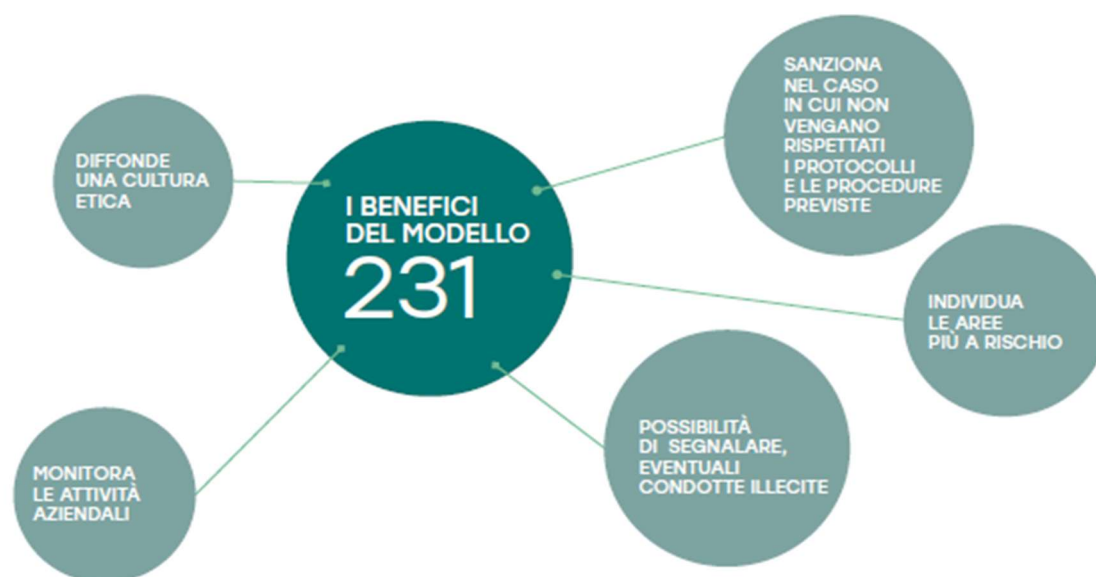 DIFFONDE
UNA CULTURA
ETICA
I BENEFICI
DEL MODELLO
231
SANZIONA
NEL CASO
IN CUI NON
VENGANO
RISPETTATI
I PROTOCOLLI
E LE PROCEDURE
PREVISTE
INDIVIDUA
LE AREE
PIÙ A RISCHIO
POSSIBILITÀ
DI SEGNALARE,
EVENTUALI
CONDOTTE ILLECITE
MONITORA
LE ATTIVITÀ
AZIENDALI